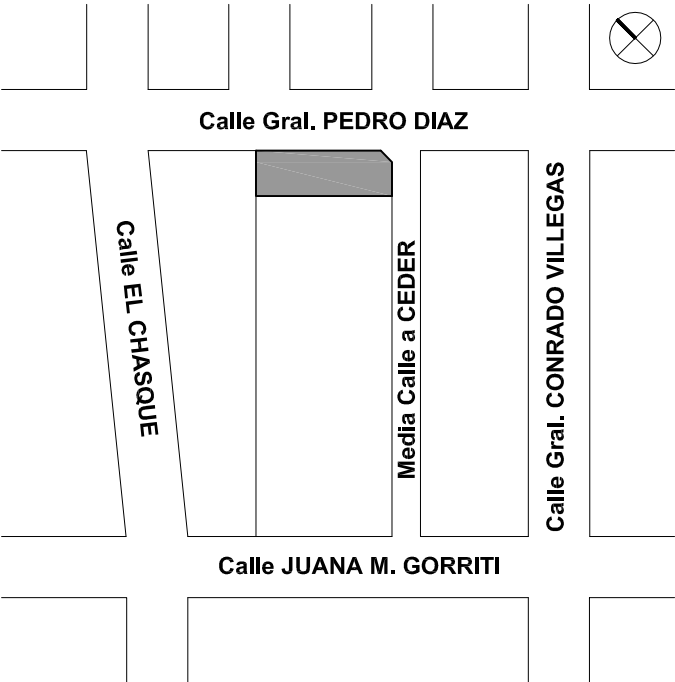 Calle Gral. PEDRO DIAZ
Calle EL CHASQUE
Media Calle a CEDER
Calle Gral. CONRADO VILLEGAS
Calle JUANA M. GORRITI